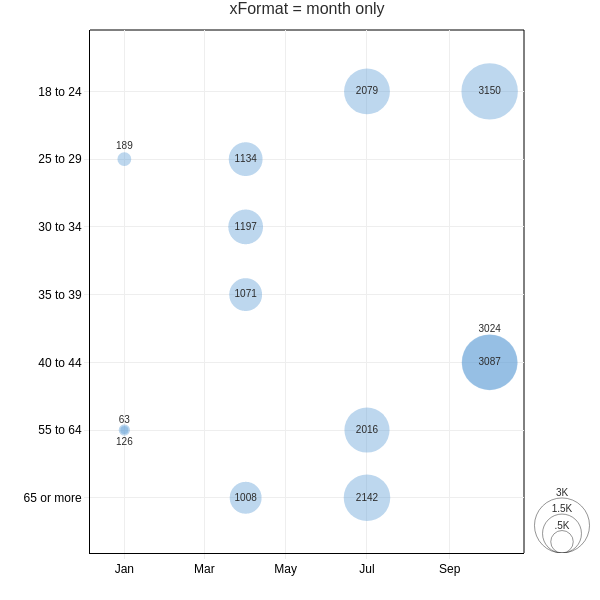 xFormat = month only
18 to 24
2079
3150
189
25 to 29
1134
30 to 34
1197
35 to 39
1071
3024
40 to 44
3087
63
55 to 64
2016
126
65 or more
1008
2142
3K
1.5K
.5K
Jan
Mar
May
Jul
Sep